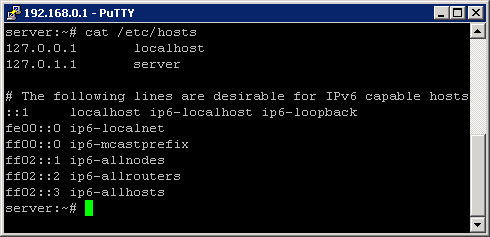 192.168.0.1 - PuTTY
server:~# cat /etc/hosts
127.0.0.1       localhost
127.0.1.1       server

# The following lines are desirable for IPv6 capable hosts
::1     localhost ip6-localhost ip6-loopback
fe00::0 ip6-localnet
ff00::0 ip6-mcastprefix
ff02::1 ip6-allnodes
ff02::2 ip6-allrouters
ff02::3 ip6-allhosts
server:~#